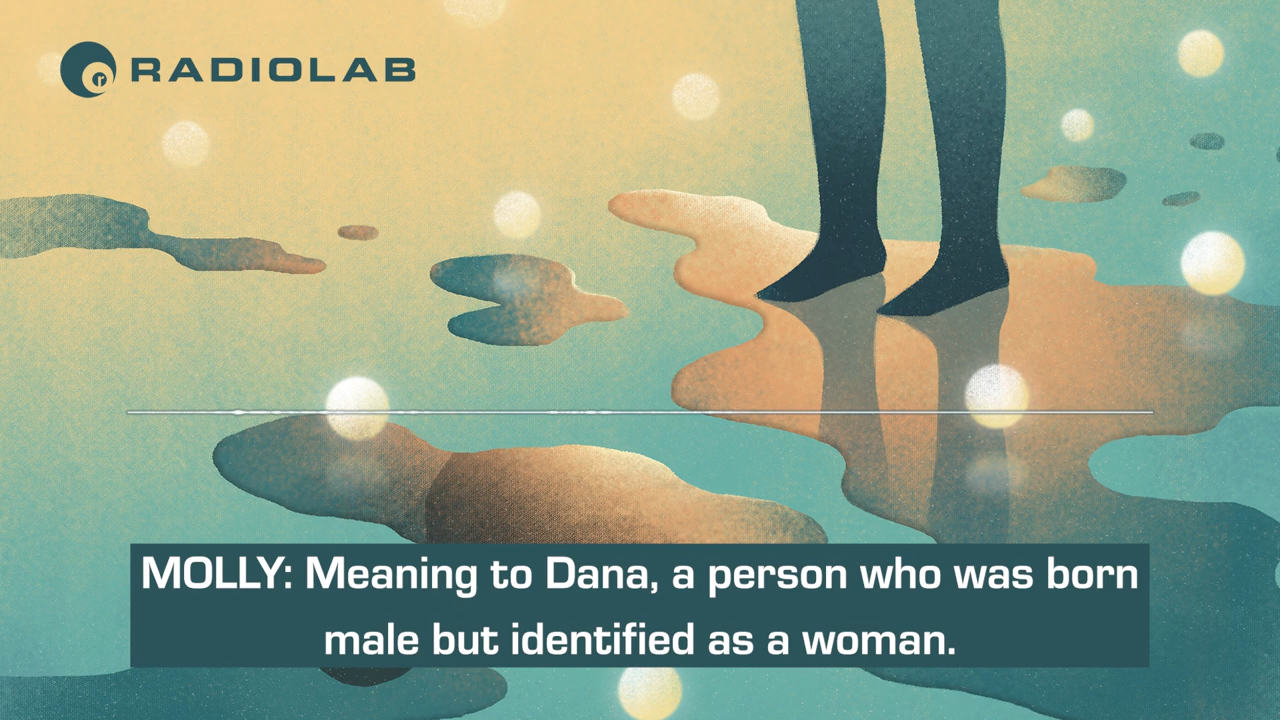 RADIOLAB
MOLLY: Meaning to Dana, a person who was born
male but identified as a woman.